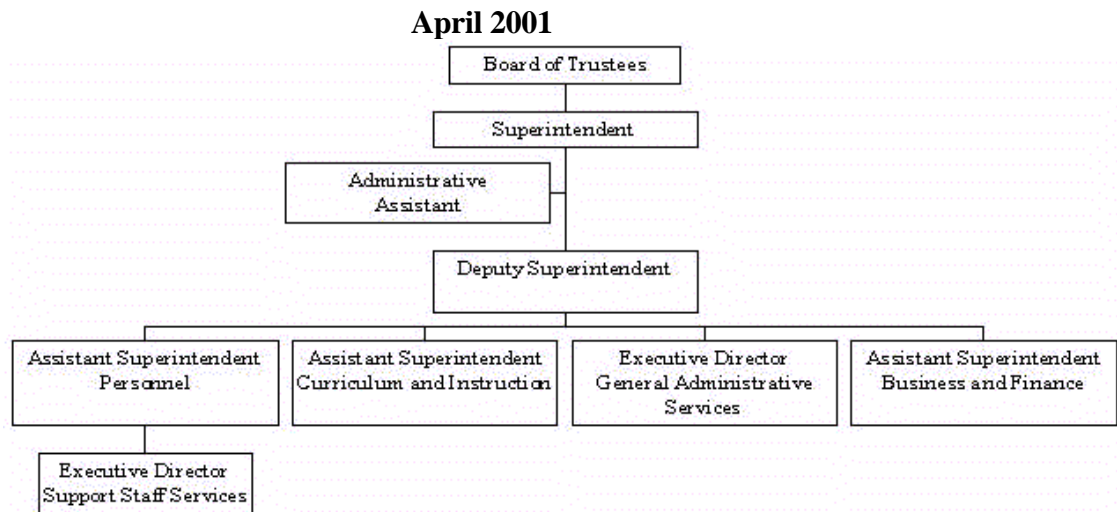 April 2001
Board of Trustees
Superintendent
Administrative
Assistant
Deputy Superintendent
Assistant Superintendent
Personnel
Assistant Superintendent
Curriculum and Instruction
Executive Director
General Administrative
Services
Assistant Superintendent
Business and Finance
Executive Director
Support Staff Services